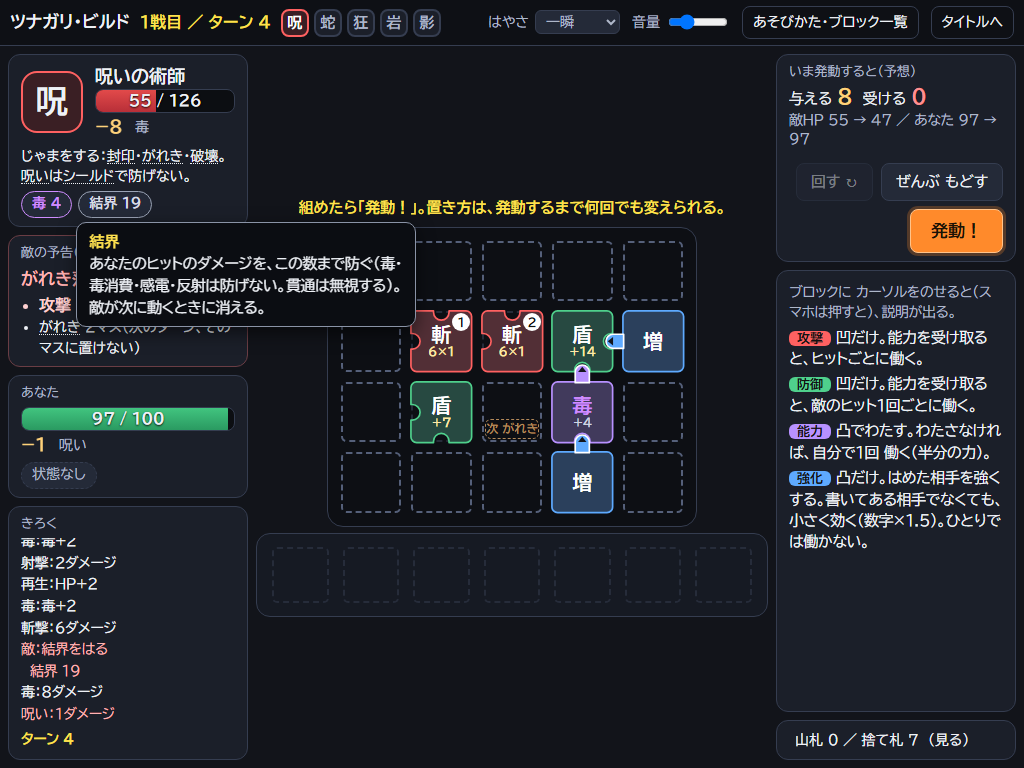 ツナガリ・ビルド 1戦目 ／ ターン 4 呪 蛇 狂 岩 影 はやさ 一瞬 音量 あそびかた・ブロック一覧 タイトルへ
呪
呪いの術師
55 / 126
−8 毒
じゃまをする：封印・がれき・破壊。
呪いはシールドで防げない。
毒 4 結界 19
敵の予告
がれき
• 攻撃
• がれき 2マス（次のターン、その
マスに置けない）
結界
あなたのヒットのダメージを、この数まで防ぐ（毒・
毒消費・感電・反射は防げない。貫通は無視する）。
敵が次に動くときに消える。
あなた
97 / 100
−1 呪い
状態なし
きろく
毒：毒+2
射撃：2ダメージ
再生：HP+2
毒：毒+2
斬撃：6ダメージ
敵：結界をはる
結界 19
毒：8ダメージ
呪い：1ダメージ
ターン 4
組めたら「発動！」。置き方は、発動するまで何回でも変えられる。
斬 1
6×1
斬 2
6×1
盾
+14
増
盾
+7
次 がれき
毒
+4
増
いま発動すると（予想）
与える 8 受ける 0
敵HP 55 → 47 ／ あなた 97 →
97
回す ↻ ぜんぶ もどす
発動！
ブロックに カーソルをのせると（ス
マホは押すと）、説明が出る。
攻撃 凹だけ。能力を受け取る
と、ヒットごとに働く。
防御 凹だけ。能力を受け取る
と、敵のヒット1回ごとに働く。
能力 凸でわたす。わたさなけれ
ば、自分で1回 働く（半分の力）。
強化 凸だけ。はめた相手を強く
する。書いてある相手でなくても、
小さく効く（数字×1.5）。ひとりで
は働かない。
山札 0 ／ 捨て札 7 （見る）